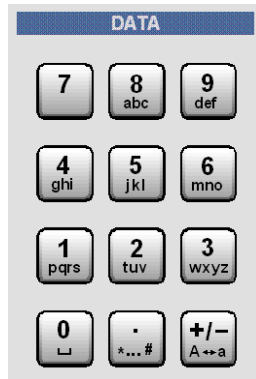 DATA
7 8 9
abc def
4 5 6
ghi jkl mno
1 2 3
pqrs tuv wxyz
0 . +/−
␣ *...# A↔a